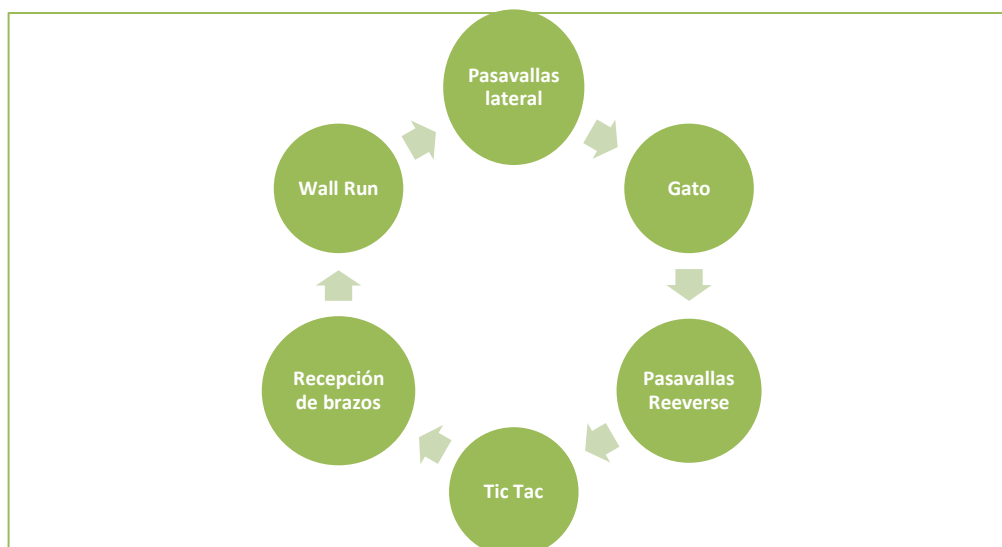 Pasavallas
lateral
Gato
Pasavallas
Reeverse
Tic Tac
Recepción
de brazos
Wall Run